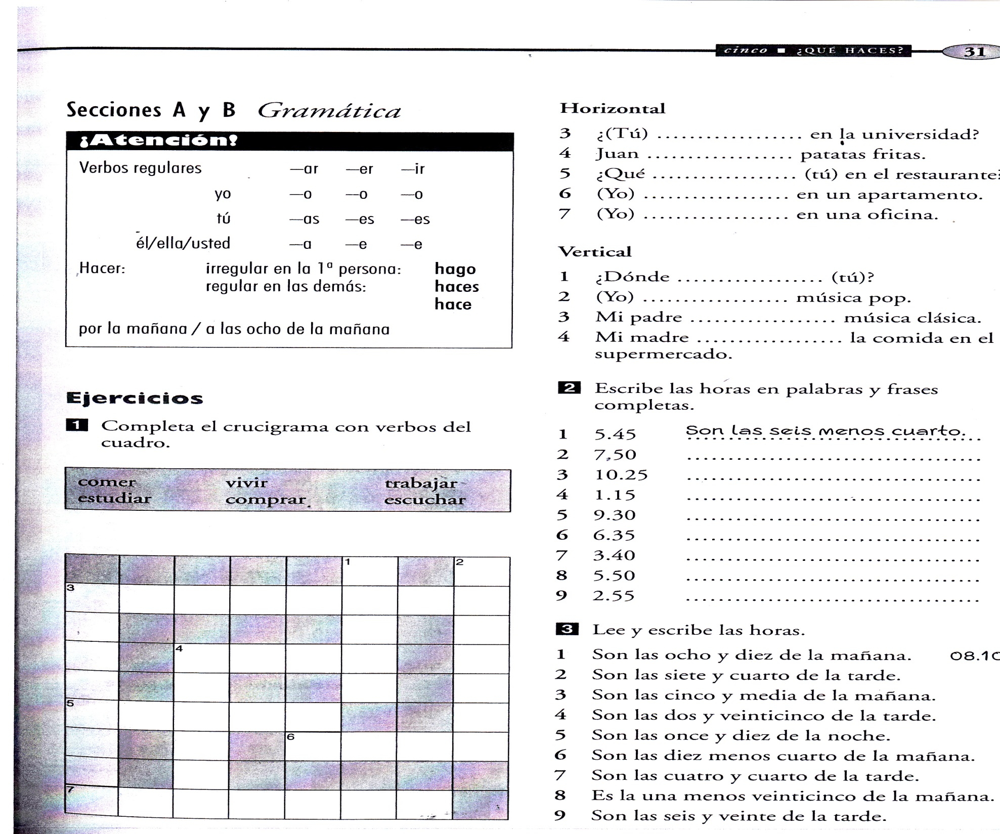 cinco ■ ¿QUÉ HACES? 31
Secciones A y B Gramática
¡Atención!
Verbos regulares —ar —er —ir
yo —o —o —o
tú —as —es —es
él/ella/usted —a —e —e
Hacer: irregular en la 1ª persona: hago
regular en las demás: haces
hace
por la mañana / a las ocho de la mañana
Ejercicios
1 Completa el crucigrama con verbos del
cuadro.
comer vivir trabajar
estudiar comprar escuchar
1 2
3
4
5
6
7
Horizontal
3 ¿(Tú) .................. en la universidad?
4 Juan .................. patatas fritas.
5 ¿Qué .................. (tú) en el restaurante?
6 (Yo) .................. en un apartamento.
7 (Yo) .................. en una oficina.
Vertical
1 ¿Dónde .................. (tú)?
2 (Yo) .................. música pop.
3 Mi padre .................. música clásica.
4 Mi madre .................. la comida en el
supermercado.
2 Escribe las horas en palabras y frases
completas.
1 5.45 Son las seis menos cuarto.
2 7.50 ....................................
3 10.25 ....................................
4 1.15 ....................................
5 9.30 ....................................
6 6.35 ....................................
7 3.40 ....................................
8 5.50 ....................................
9 2.55 ....................................
3 Lee y escribe las horas.
1 Son las ocho y diez de la mañana. 08.10
2 Son las siete y cuarto de la tarde.
3 Son las cinco y media de la mañana.
4 Son las dos y veinticinco de la tarde.
5 Son las once y diez de la noche.
6 Son las diez menos cuarto de la mañana.
7 Son las cuatro y cuarto de la tarde.
8 Es la una menos veinticinco de la mañana.
9 Son las seis y veinte de la tarde.